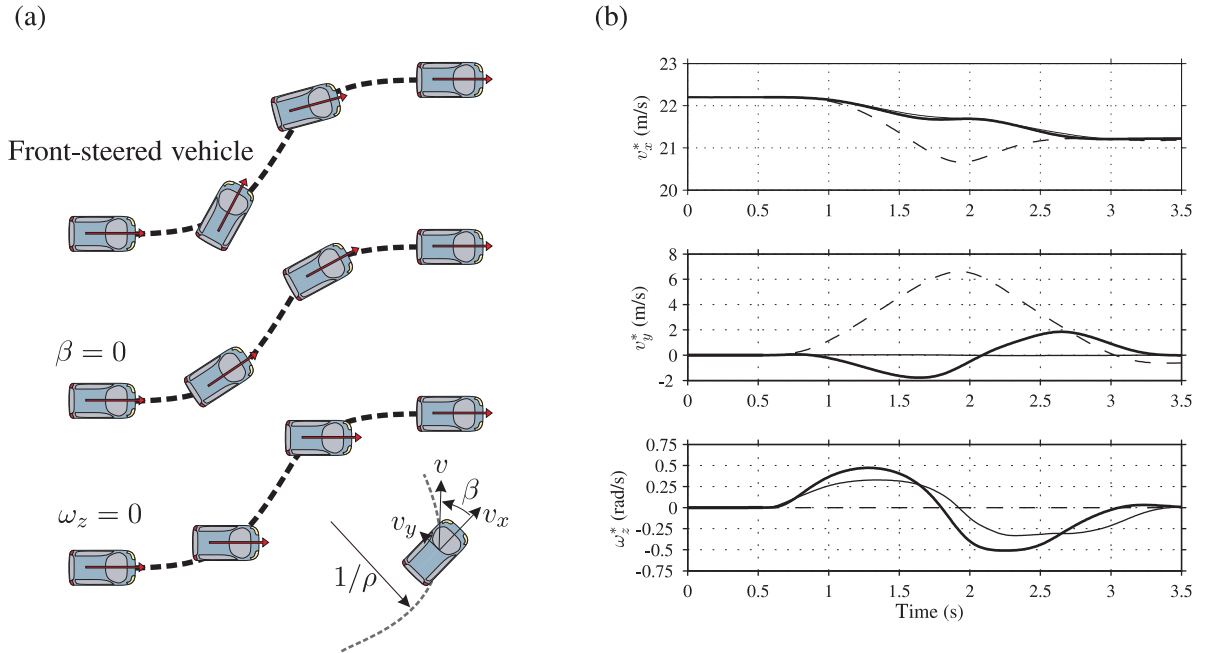 (a)
Front-steered vehicle
β = 0
ω_z = 0
v
β
v_x
v_y
1/ρ
(b)
v_x^* (m/s)
23
22
21
20
0 0.5 1 1.5 2 2.5 3 3.5
v_y^* (m/s)
8
6
4
2
0
-2
0 0.5 1 1.5 2 2.5 3 3.5
ω_z^* (rad/s)
0.75
0.5
0.25
0
-0.25
-0.5
-0.75
0 0.5 1 1.5 2 2.5 3 3.5
Time (s)